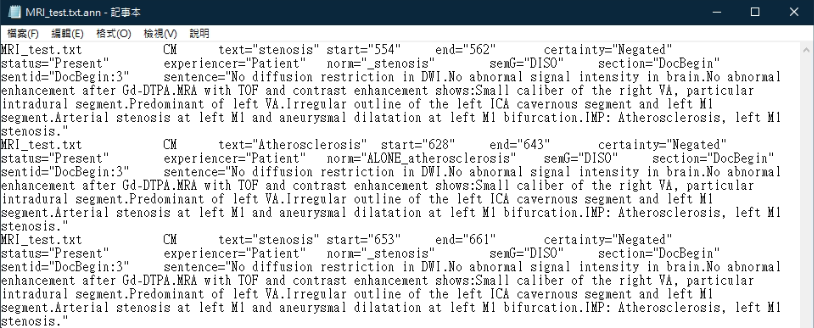 MRI_test.txt.ann - 記事本
檔案(F) 編輯(E) 格式(O) 檢視(V) 說明
MRI_test.txt CM text="stenosis" start="554" end="562" certainty="Negated"
status="Present" experiencer="Patient" norm="_stenosis" semG="DISO" section="DocBegin"
sentid="DocBegin:3" sentence="No diffusion restriction in DWI.No abnormal signal intensity in brain.No abnormal
enhancement after Gd-DTPA.MRA with TOF and contrast enhancement shows:Small caliber of the right VA, particular
intradural segment.Predominant of left VA.Irregular outline of the left ICA cavernous segment and left M1
segment.Arterial stenosis at left M1 and aneurysmal dilatation at left M1 bifurcation.IMP: Atherosclerosis, left M1
stenosis."
MRI_test.txt CM text="Atherosclerosis" start="628" end="643" certainty="Negated"
status="Present" experiencer="Patient" norm="ALONE_atherosclerosis" semG="DISO" section="DocBegin"
sentid="DocBegin:3" sentence="No diffusion restriction in DWI.No abnormal signal intensity in brain.No abnormal
enhancement after Gd-DTPA.MRA with TOF and contrast enhancement shows:Small caliber of the right VA, particular
intradural segment.Predominant of left VA.Irregular outline of the left ICA cavernous segment and left M1
segment.Arterial stenosis at left M1 and aneurysmal dilatation at left M1 bifurcation.IMP: Atherosclerosis, left M1
stenosis."
MRI_test.txt CM text="stenosis" start="653" end="661" certainty="Negated"
status="Present" experiencer="Patient" norm="_stenosis" semG="DISO" section="DocBegin"
sentid="DocBegin:3" sentence="No diffusion restriction in DWI.No abnormal signal intensity in brain.No abnormal
enhancement after Gd-DTPA.MRA with TOF and contrast enhancement shows:Small caliber of the right VA, particular
intradural segment.Predominant of left VA.Irregular outline of the left ICA cavernous segment and left M1
segment.Arterial stenosis at left M1 and aneurysmal dilatation at left M1 bifurcation.IMP: Atherosclerosis, left M1
stenosis."